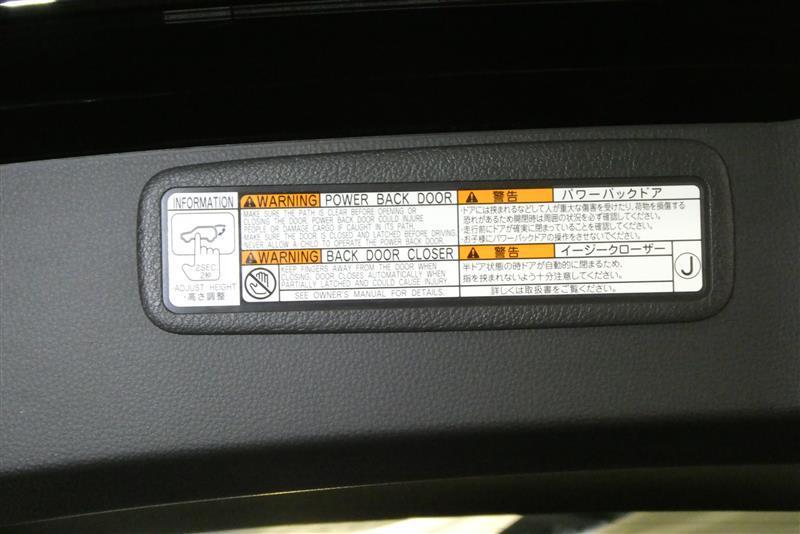 INFORMATION
2SEC.
2秒
ADJUST HEIGHT
・高さ調整
WARNING POWER BACK DOOR
MAKE SURE THE PATH IS CLEAR BEFORE OPENING OR
CLOSING THE DOOR. POWER BACK DOOR COULD INJURE
PEOPLE OR DAMAGE CARGO IF CAUGHT IN ITS PATH.
MAKE SURE THE DOOR IS CLOSED AND LATCHED BEFORE DRIVING.
NEVER ALLOW A CHILD TO OPERATE THE POWER BACK DOOR.
WARNING BACK DOOR CLOSER
KEEP FINGERS AWAY FROM THE DOOR WHEN
CLOSING. DOOR CLOSES AUTOMATICALLY WHEN
PARTIALLY LATCHED AND COULD CAUSE INJURY.
SEE OWNER'S MANUAL FOR DETAILS.
警告 パワーバックドア
・ドアには挟まれるなどして人が重大な傷害を受けたり、荷物を損傷する
恐れがあるため開閉時は周囲の状況を必ず確認してください。
・走行前にドアが確実に閉まっていることを確認してください。
・お子様にパワーバックドアの操作をさせないでください。
警告 イージークローザー
半ドア状態の時ドアが自動的に閉まるため、
指を挟まれないよう十分注意してください。
詳しくは取扱書をご覧ください。
J